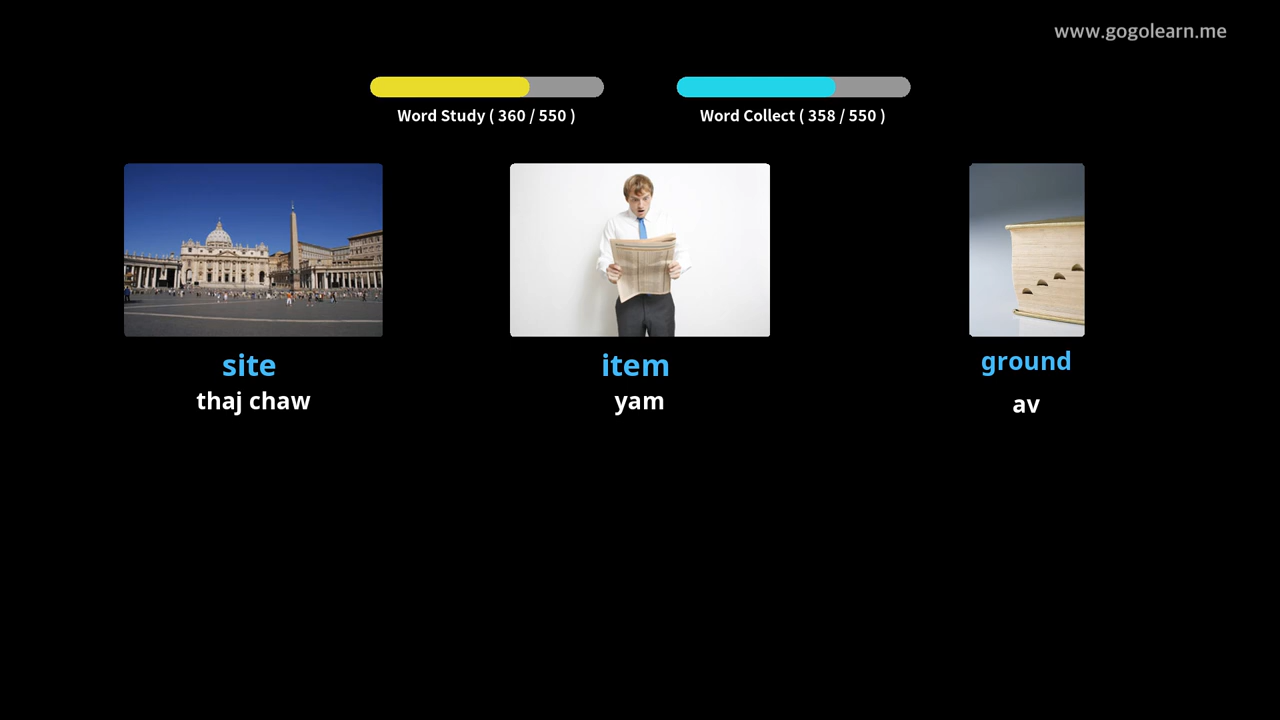 www.gogolearn.me
Word Study ( 360 / 550 )
Word Collect ( 358 / 550 )
site
thaj chaw
item
yam
ground
av